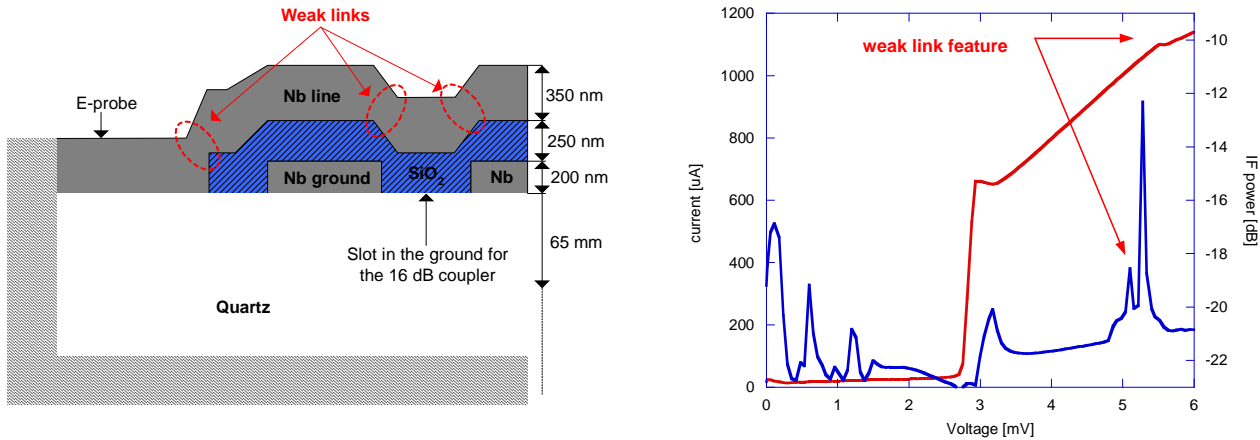 Weak links
E-probe
Nb line
350 nm
250 nm
Nb ground
SiO2
Nb
200 nm
Slot in the ground for
the 16 dB coupler
65 mm
Quartz
1200
1000
800
600
400
200
0
current [uA]
weak link feature
-10
-12
-14
-16
-18
-20
-22
IF power [dB]
0
1
2
3
4
5
6
Voltage [mV]